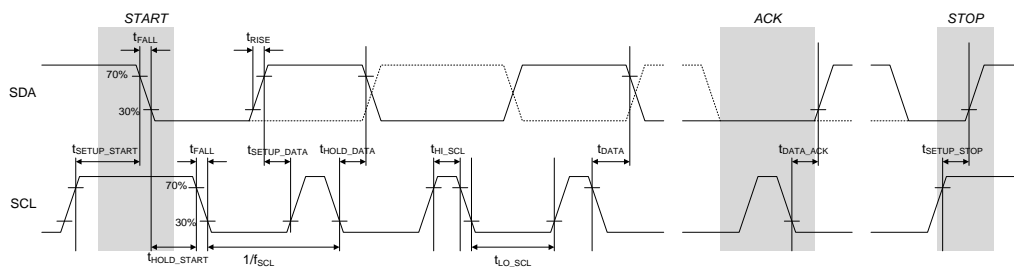 START
ACK
STOP
tFALL
tRISE
70%
SDA
30%
tSETUP_START
tFALL
tSETUP_DATA
tHOLD_DATA
tHI_SCL
tDATA
tDATA_ACK
tSETUP_STOP
70%
SCL
30%
tHOLD_START
1/fSCL
tLO_SCL